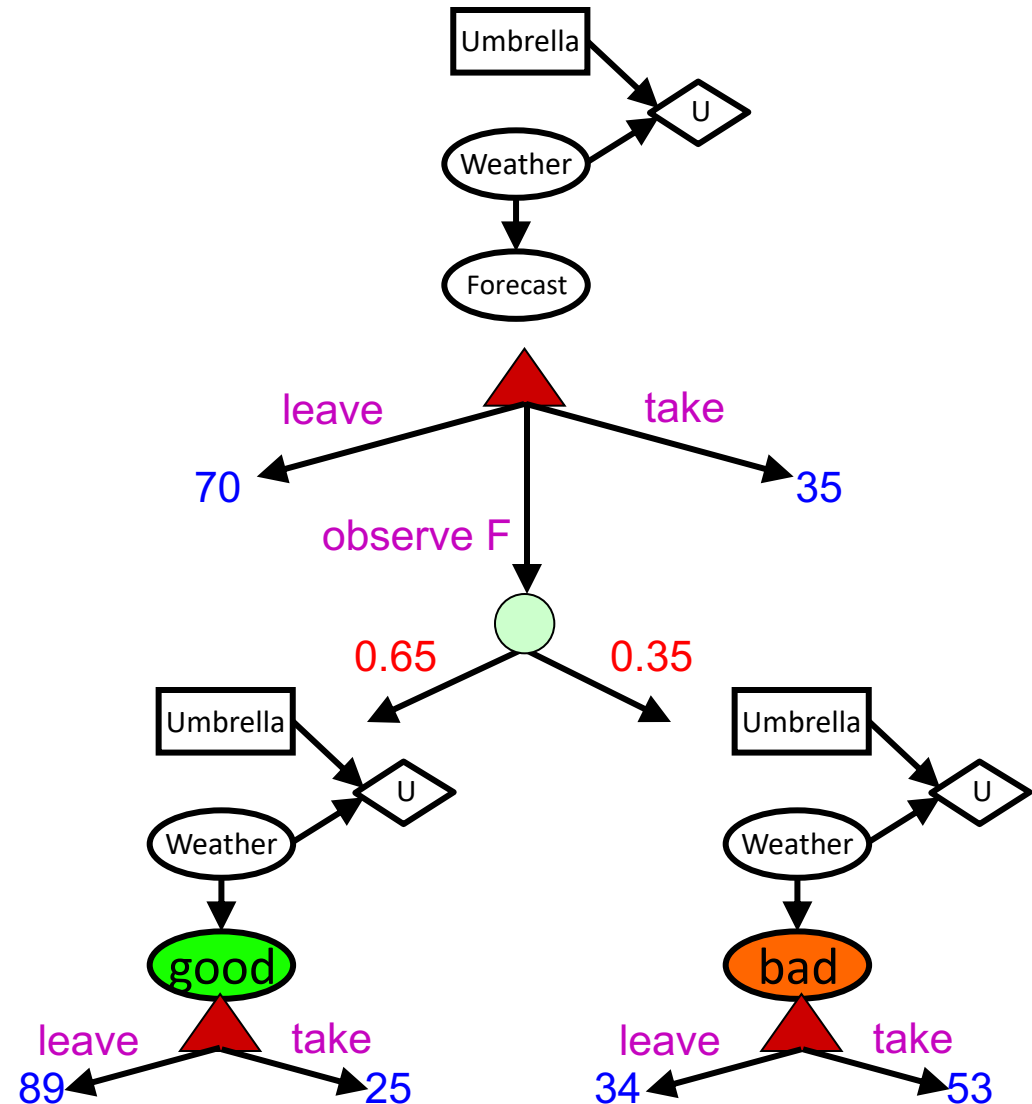 Umbrella
U
Weather
Forecast
leave
take
70
35
observe F
0.65
0.35
Umbrella
U
Weather
good
leave
take
89
25
Umbrella
U
Weather
bad
leave
take
34
53